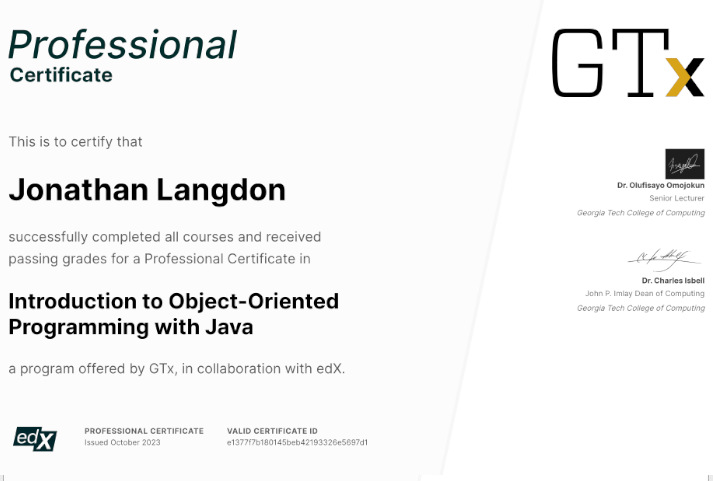 Professional
Certificate
GTx
This is to certify that
Jonathan Langdon
successfully completed all courses and received
passing grades for a Professional Certificate in
Introduction to Object-Oriented
Programming with Java
a program offered by GTx, in collaboration with edX.
Dr. Olufisayo Omojokun
Senior Lecturer
Georgia Tech College of Computing
Dr. Charles Isbell
John P. Imlay Dean of Computing
Georgia Tech College of Computing
edX
PROFESSIONAL CERTIFICATE
Issued October 2023
VALID CERTIFICATE ID
e1377f7b180145beb42193326e5697d1